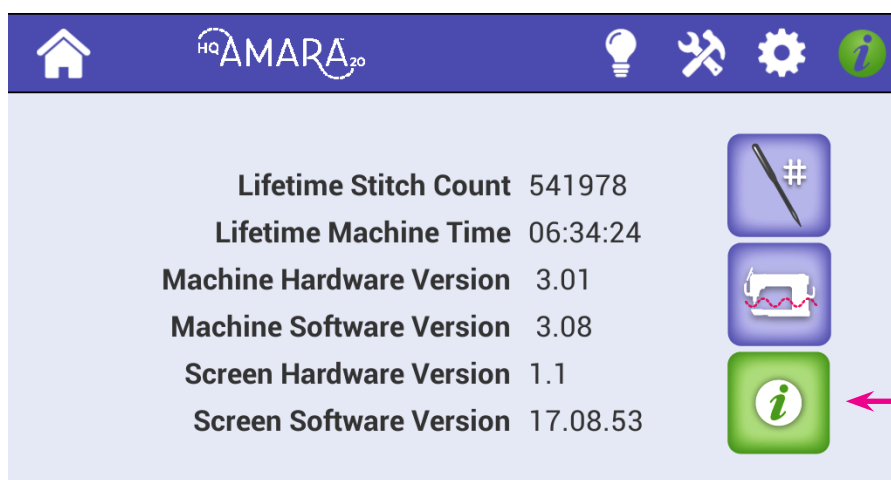 HQ AMARA 20
i
Lifetime Stitch Count 541978
#
Lifetime Machine Time 06:34:24
Machine Hardware Version 3.01
Machine Software Version 3.08
Screen Hardware Version 1.1
i
Screen Software Version 17.08.53